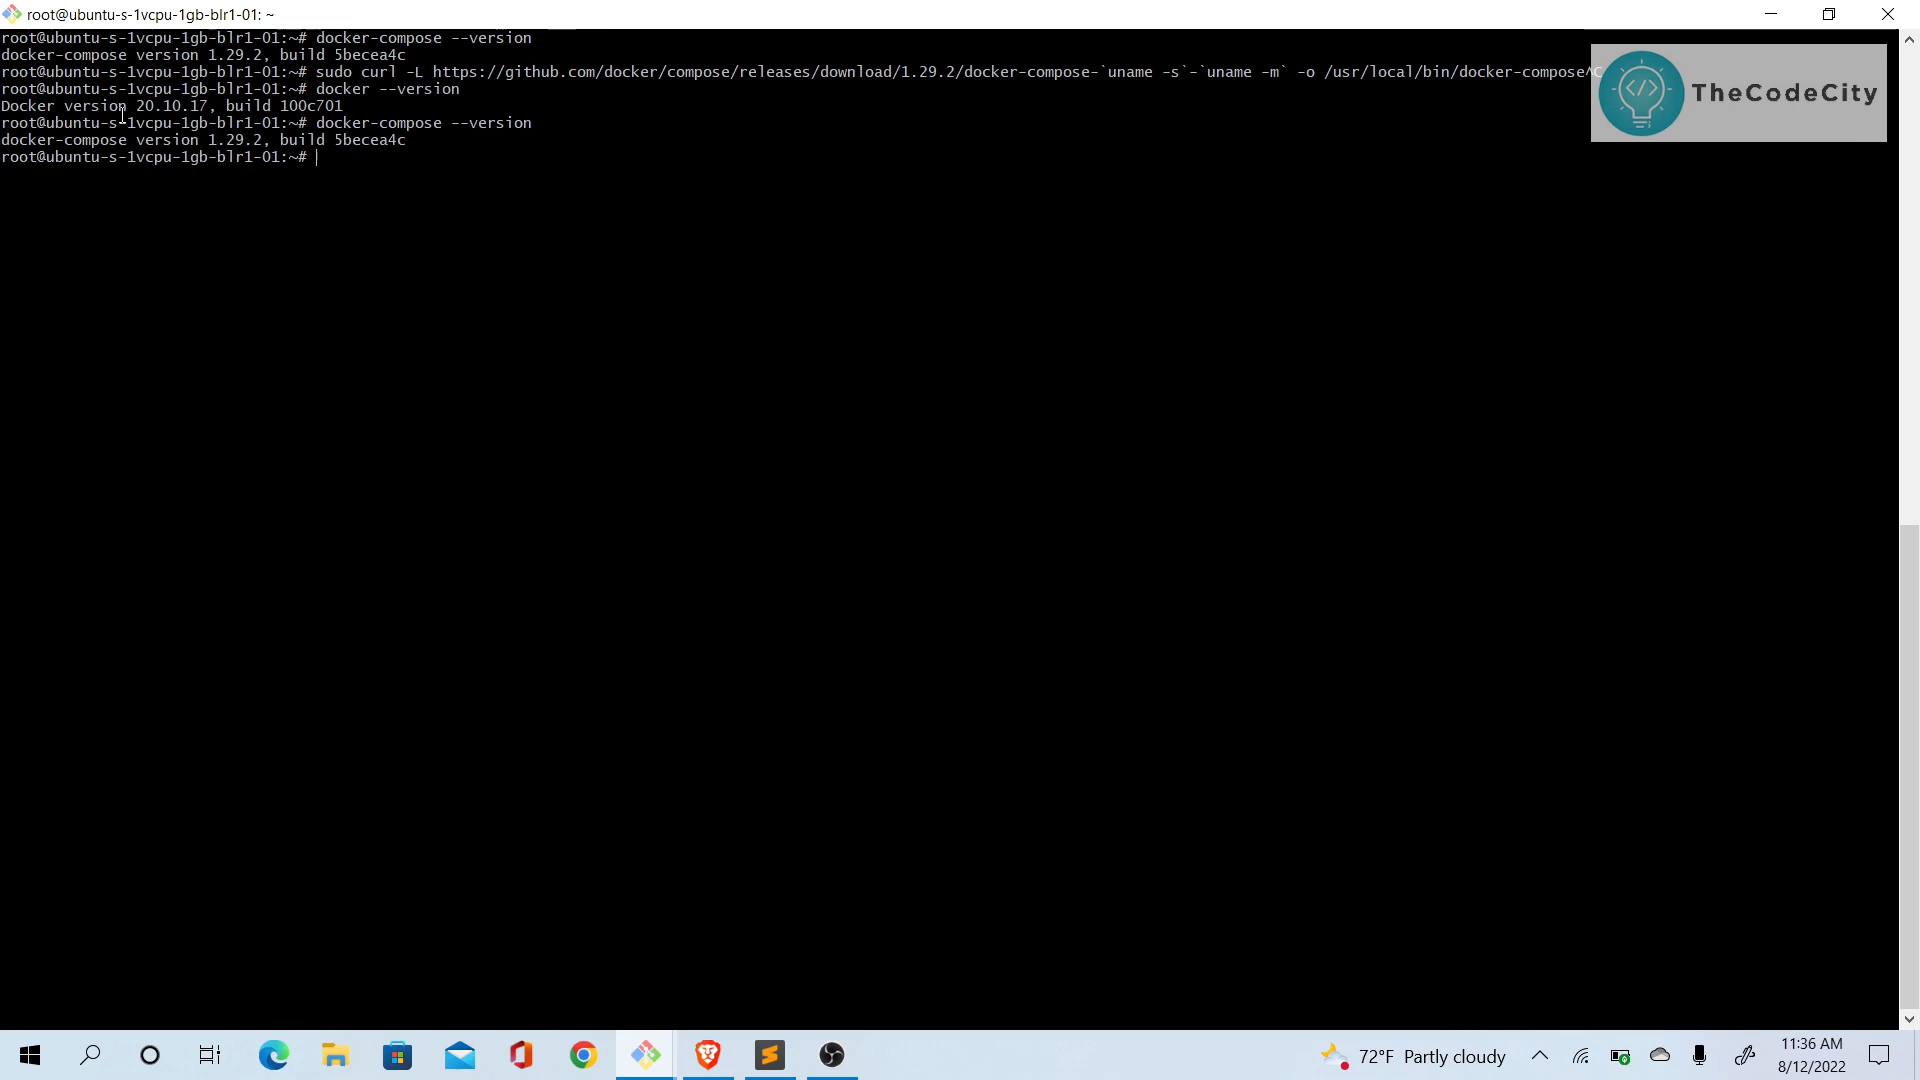 root@ubuntu-s-1vcpu-1gb-blr1-01: ~
root@ubuntu-s-1vcpu-1gb-blr1-01:~# docker-compose --version
docker-compose version 1.29.2, build 5becea4c
root@ubuntu-s-1vcpu-1gb-blr1-01:~# sudo curl -L https://github.com/docker/compose/releases/download/1.29.2/docker-compose-`uname -s`-`uname -m` -o /usr/local/bin/docker-compose^C
root@ubuntu-s-1vcpu-1gb-blr1-01:~# docker --version
Docker version 20.10.17, build 100c701
root@ubuntu-s-1vcpu-1gb-blr1-01:~# docker-compose --version
docker-compose version 1.29.2, build 5becea4c
root@ubuntu-s-1vcpu-1gb-blr1-01:~#
</> TheCodeCity
72°F Partly cloudy
11:36 AM
8/12/2022